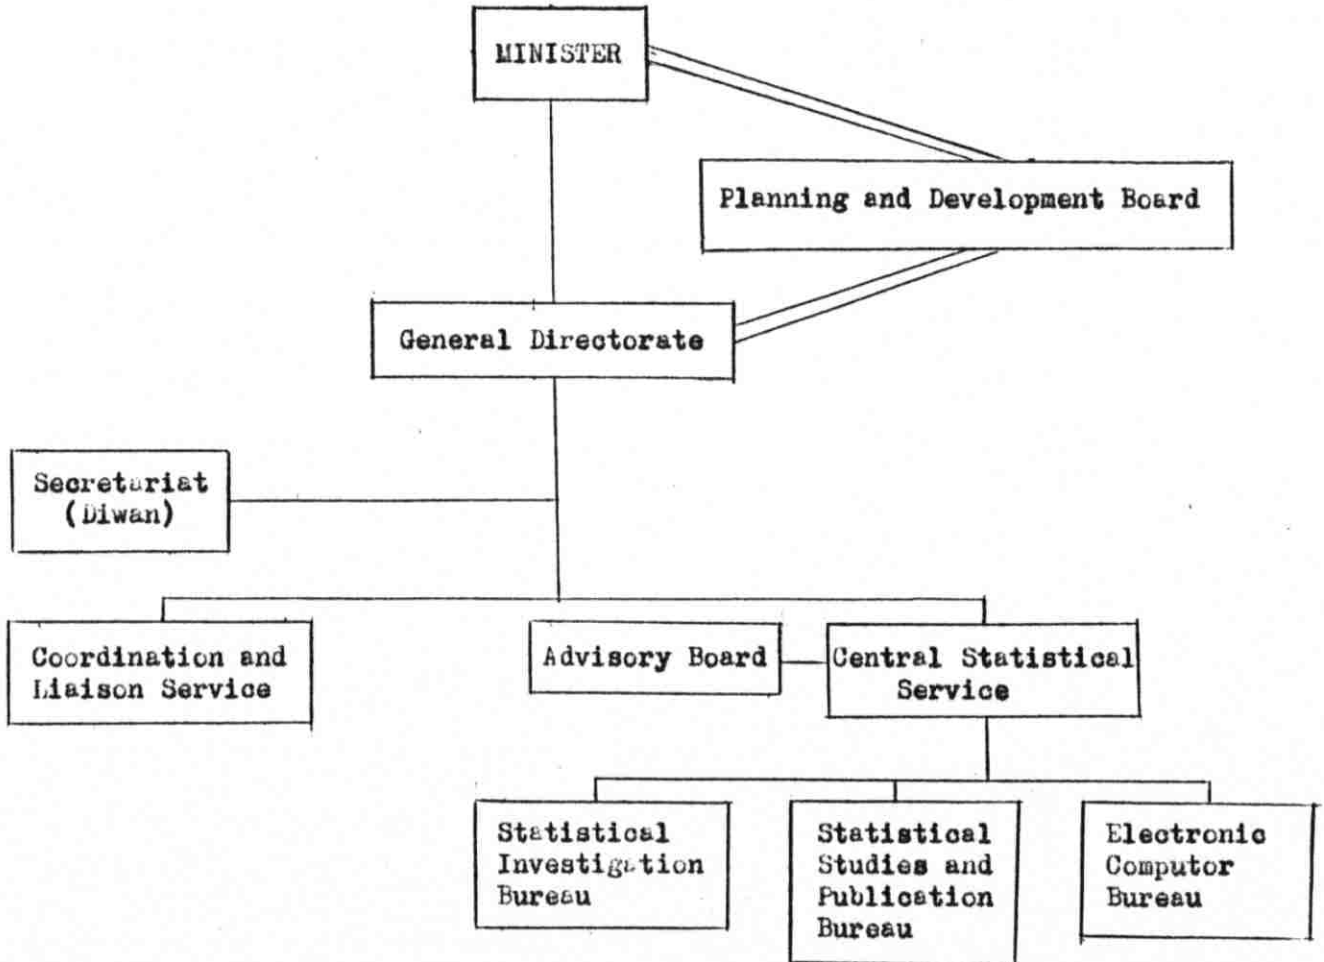 MINISTER
Planning and Development Board
General Directorate
Secretariat
(Diwan)
Coordination and
Liaison Service
Advisory Board
Central Statistical
Service
Statistical
Investigation
Bureau
Statistical
Studies and
Publication
Bureau
Electronic
Computor
Bureau